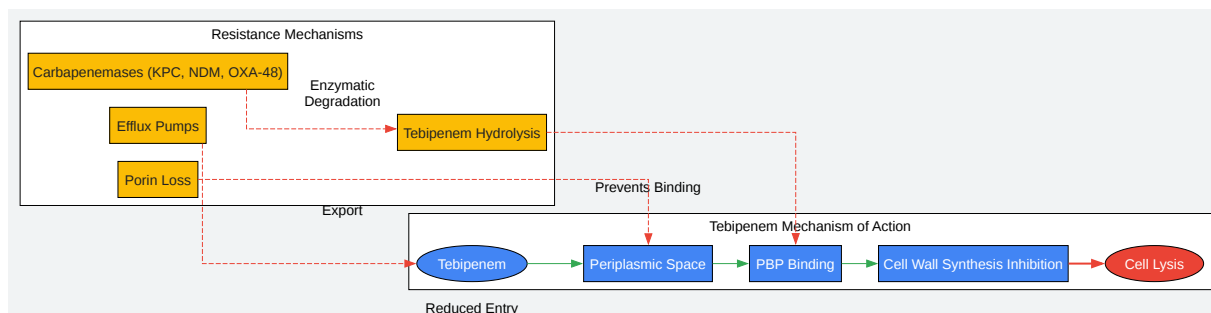 Resistance Mechanisms
Carbapenemases (KPC, NDM, OXA-48)
Enzymatic
Degradation
Efflux Pumps
Tebipenem Hydrolysis
Porin Loss
Prevents Binding
Export
Tebipenem Mechanism of Action
Tebipenem
Periplasmic Space
PBP Binding
Cell Wall Synthesis Inhibition
Cell Lysis
Reduced Entry